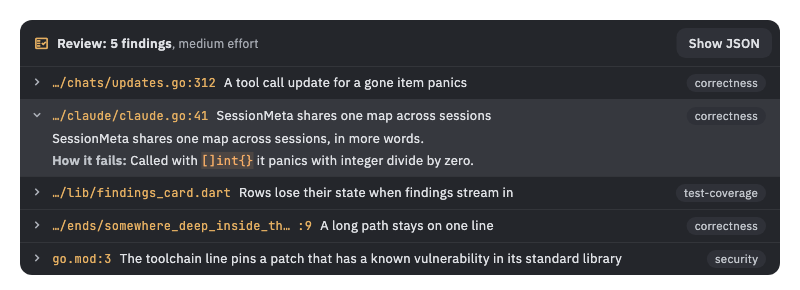 Review: 5 findings, medium effort
Show JSON
…/chats/updates.go:312 A tool call update for a gone item panics
correctness
…/claude/claude.go:41 SessionMeta shares one map across sessions
correctness
SessionMeta shares one map across sessions, in more words.
How it fails: Called with []int{} it panics with integer divide by zero.
…/lib/findings_card.dart Rows lose their state when findings stream in
test-coverage
…/ends/somewhere_deep_inside_th… :9 A long path stays on one line
correctness
go.mod:3 The toolchain line pins a patch that has a known vulnerability in its standard library
security